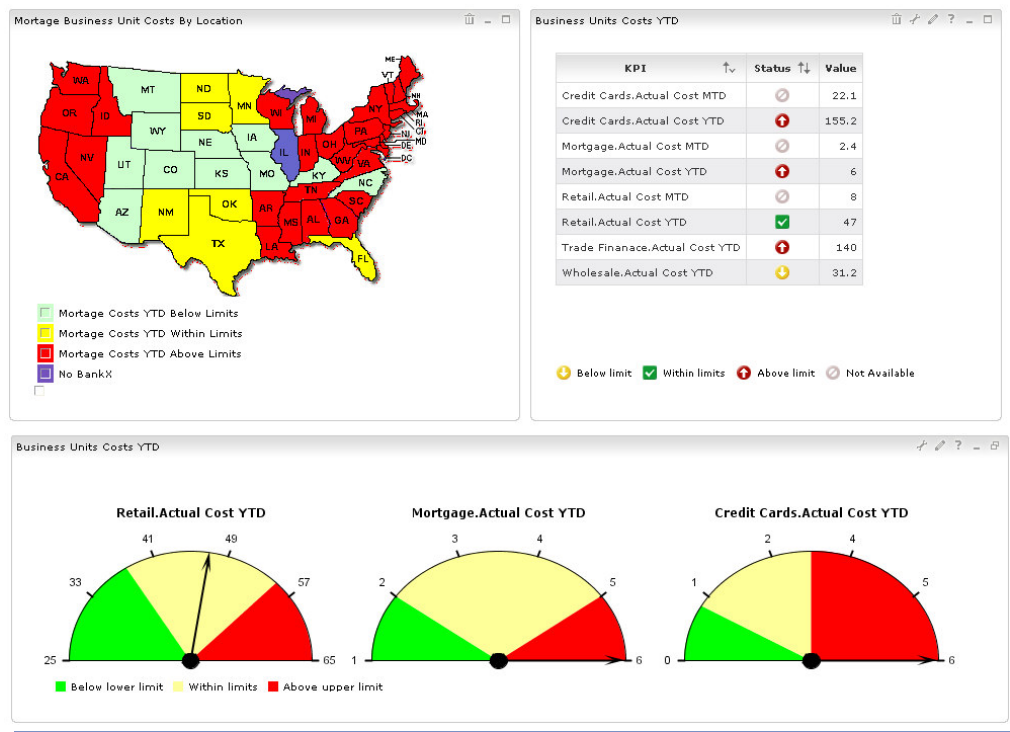 Mortage Business Unit Costs By Location
WA
OR
ID
NV
CA
MT
WY
UT
CO
AZ
NM
ND
SD
NE
KS
OK
TX
MN
IA
MO
WI
IL
MI
IN
OH
KY
TN
AR
LA
MS
AL
GA
FL
SC
NC
VA
WV
PA
NY
ME
VT
NH
MA
RI
CT
NJ
DE
MD
DC
Mortage Costs YTD Below Limits
Mortage Costs YTD Within Limits
Mortage Costs YTD Above Limits
No BankX
Business Units Costs YTD
?
KPI Status Value
Credit Cards.Actual Cost MTD 22.1
Credit Cards.Actual Cost YTD 155.2
Mortgage.Actual Cost MTD 2.4
Mortgage.Actual Cost YTD 6
Retail.Actual Cost MTD 8
Retail.Actual Cost YTD 47
Trade Finanace.Actual Cost YTD 140
Wholesale.Actual Cost YTD 31.2
Below limit Within limits Above limit Not Available
Business Units Costs YTD
?
Retail.Actual Cost YTD
25
33
41
49
57
65
Below lower limit Within limits Above upper limit
Mortgage.Actual Cost YTD
1
2
3
4
5
6
Credit Cards.Actual Cost YTD
0
1
2
4
5
6